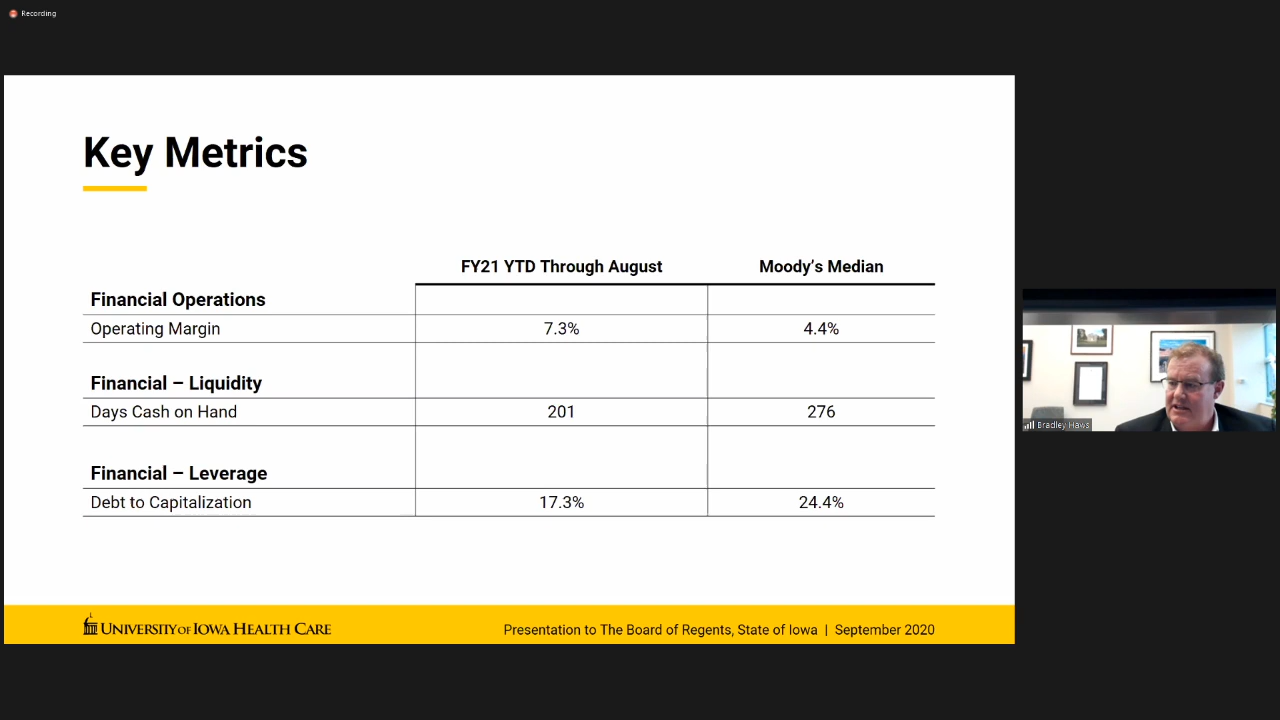 Recording
Key Metrics
FY21 YTD Through August Moody's Median
Financial Operations
Operating Margin 7.3% 4.4%
Financial – Liquidity
Days Cash on Hand 201 276
Financial – Leverage
Debt to Capitalization 17.3% 24.4%
Bradley Haws
UNIVERSITY OF IOWA HEALTH CARE
Presentation to The Board of Regents, State of Iowa | September 2020